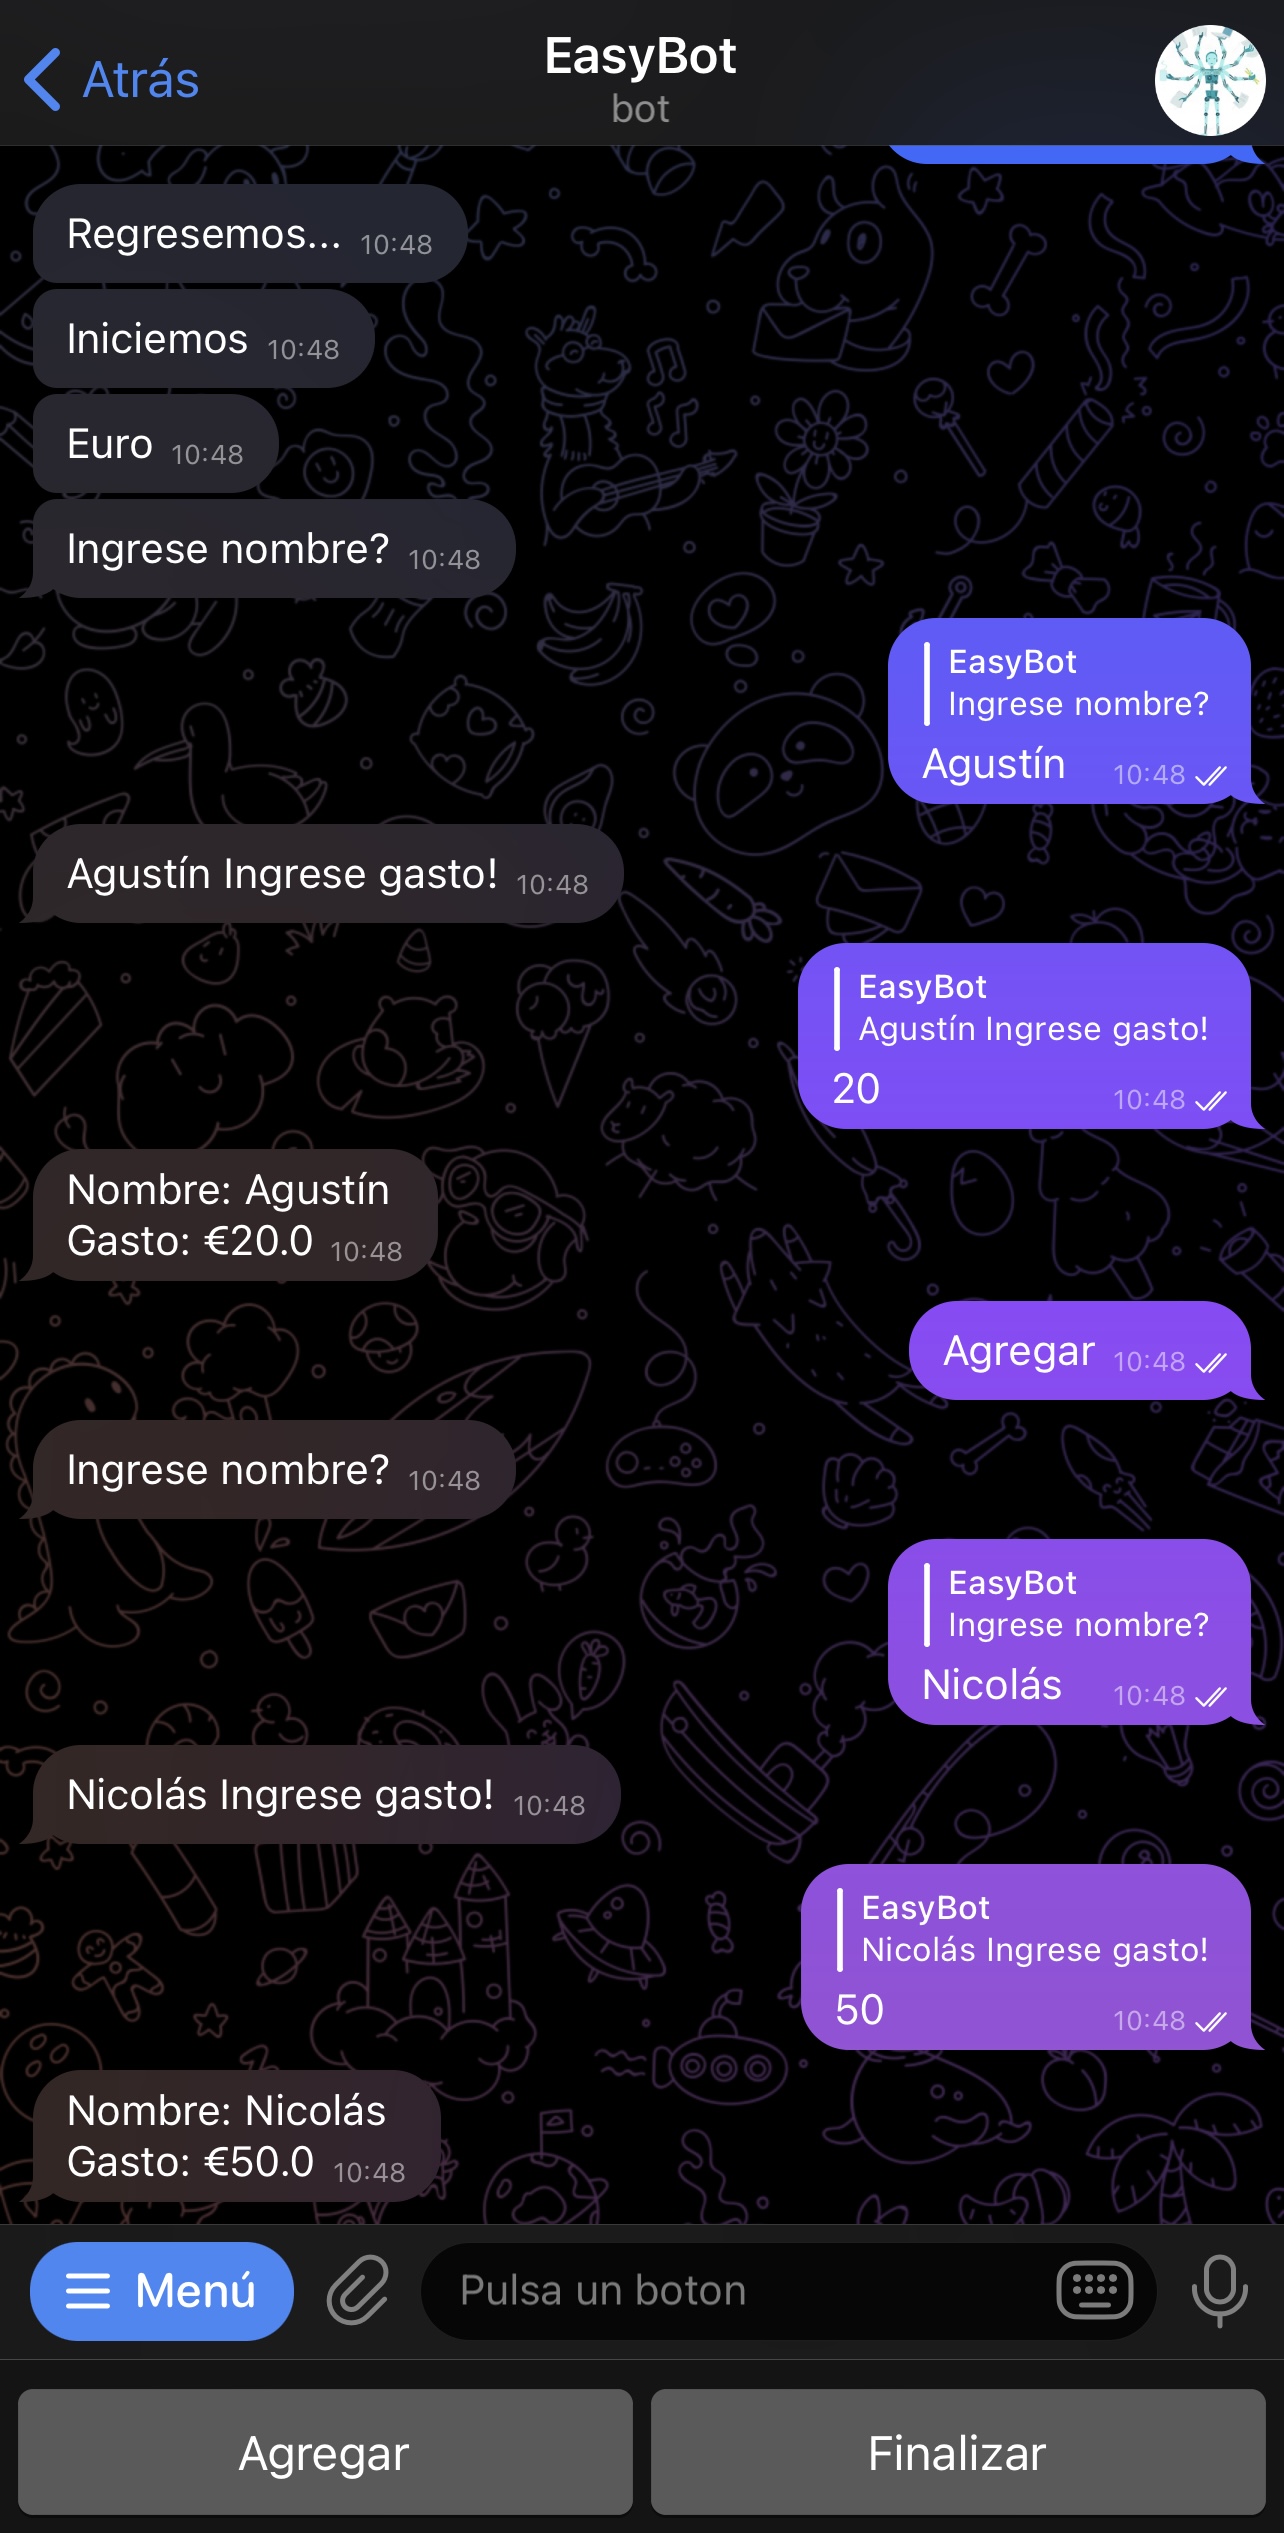 Atrás
EasyBot
bot
Regresemos... 10:48
Iniciemos 10:48
Euro 10:48
Ingrese nombre? 10:48
EasyBot
Ingrese nombre?
Agustín 10:48
Agustín Ingrese gasto! 10:48
EasyBot
Agustín Ingrese gasto!
20 10:48
Nombre: Agustín
Gasto: €20.0 10:48
Agregar 10:48
Ingrese nombre? 10:48
EasyBot
Ingrese nombre?
Nicolás 10:48
Nicolás Ingrese gasto! 10:48
EasyBot
Nicolás Ingrese gasto!
50 10:48
Nombre: Nicolás
Gasto: €50.0 10:48
Menú
Pulsa un boton
Agregar
Finalizar